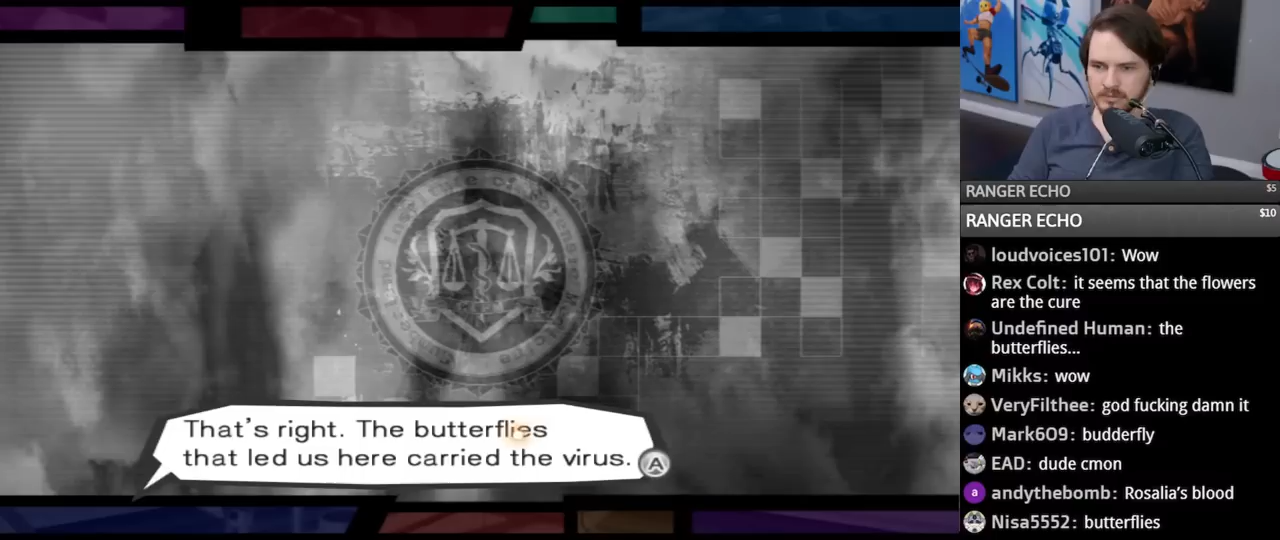 That's right. The butterflies
that led us here carried the virus.
A
RANGER ECHO $5
RANGER ECHO $10
loudvoices101: Wow
Rex Colt: it seems that the flowers
are the cure
Undefined Human: the
butterflies...
Mikks: wow
VeryFilthee: god fucking damn it
Mark609: budderfly
EAD: dude cmon
a andythebomb: Rosalia's blood
Nisa5552: butterflies